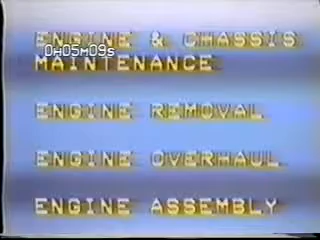 ENGINE & CHASSIS
0H05M09S
MAINTENANCE
ENGINE REMOVAL
ENGINE OVERHAUL
ENGINE ASSEMBLY